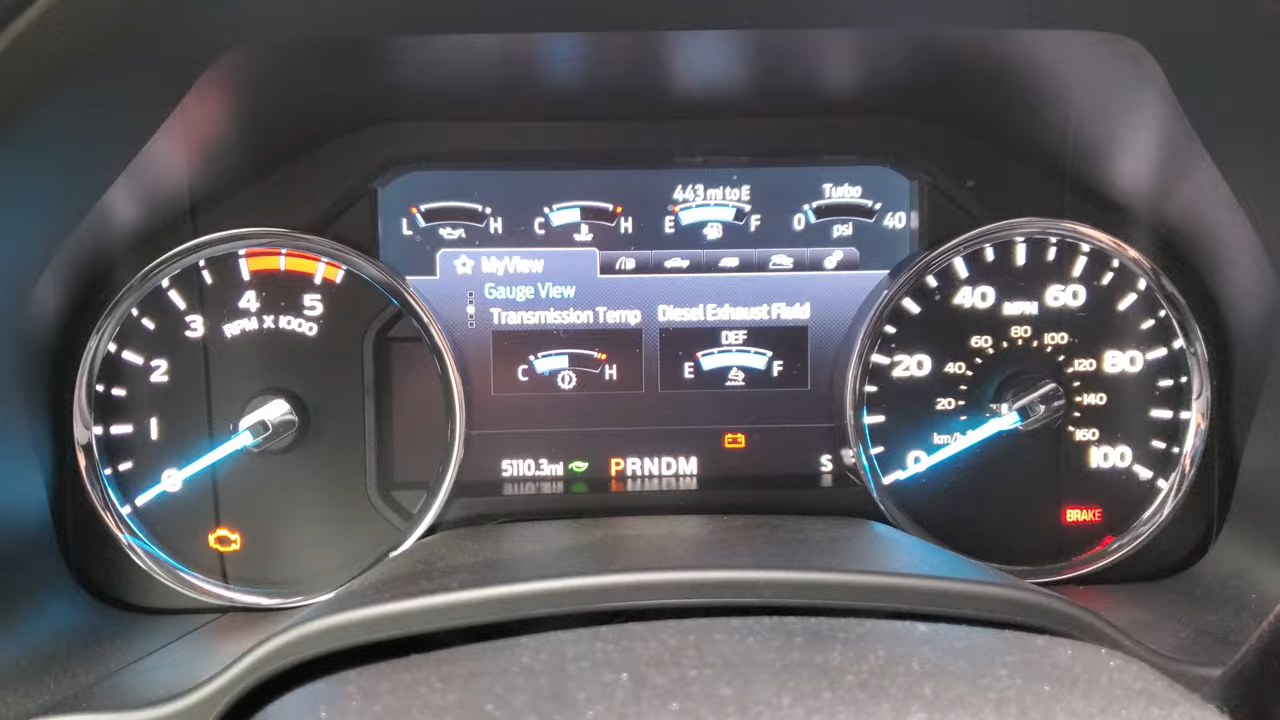 443 mi to E
Turbo
L H
C H
E F
0 40
psi
MyView
Gauge View
Transmission Temp
Diesel Exhaust Fluid
C H
DEF
E F
5110.3mi
PRNDM
S
0
1
2
3
4
5
RPM X 1000
0
20
40
60
80
100
MPH
20
40
60
80
100
120
140
160
km/h
BRAKE